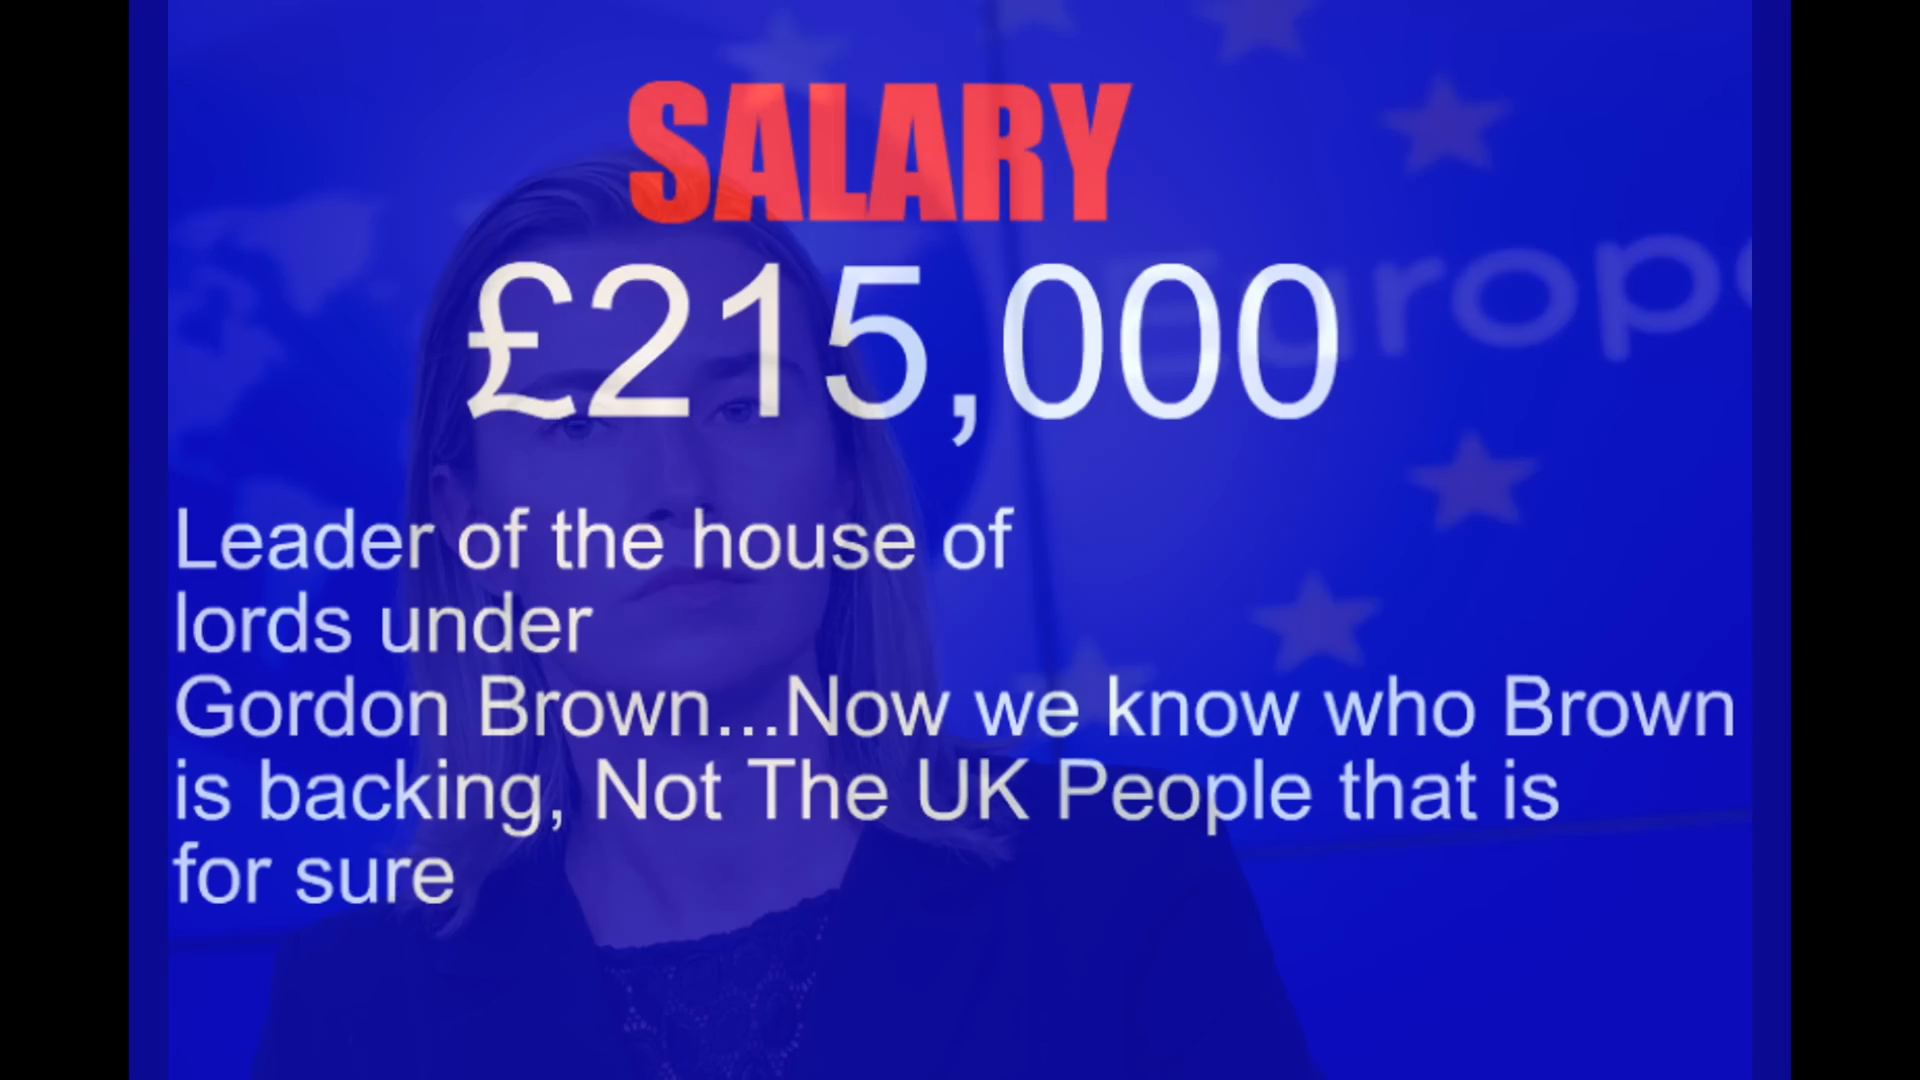 SALARY
£215,000
Europe
Leader of the house of
lords under
Gordon Brown...Now we know who Brown
is backing, Not The UK People that is
for sure